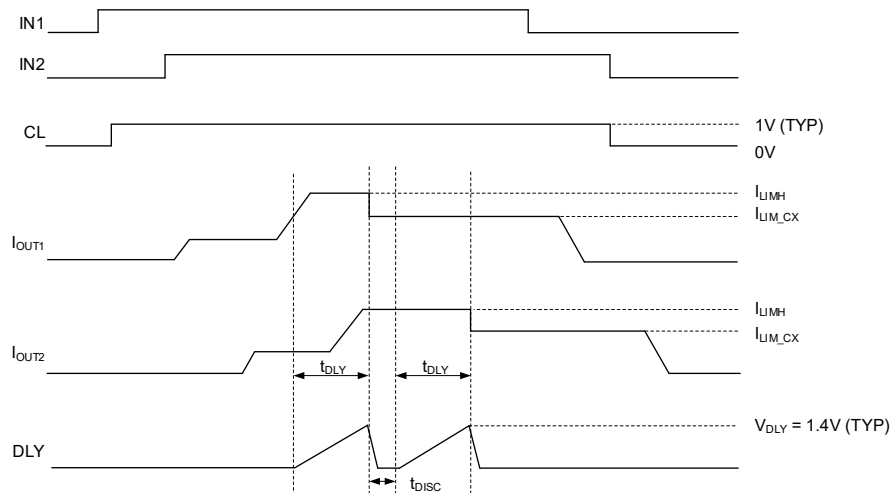 IN1
IN2
CL
1V (TYP)
0V
I_LIMH
I_LIM_CX
I_OUT1
I_LIMH
I_LIM_CX
I_OUT2
t_DLY t_DLY
V_DLY = 1.4V (TYP)
DLY
t_DISC